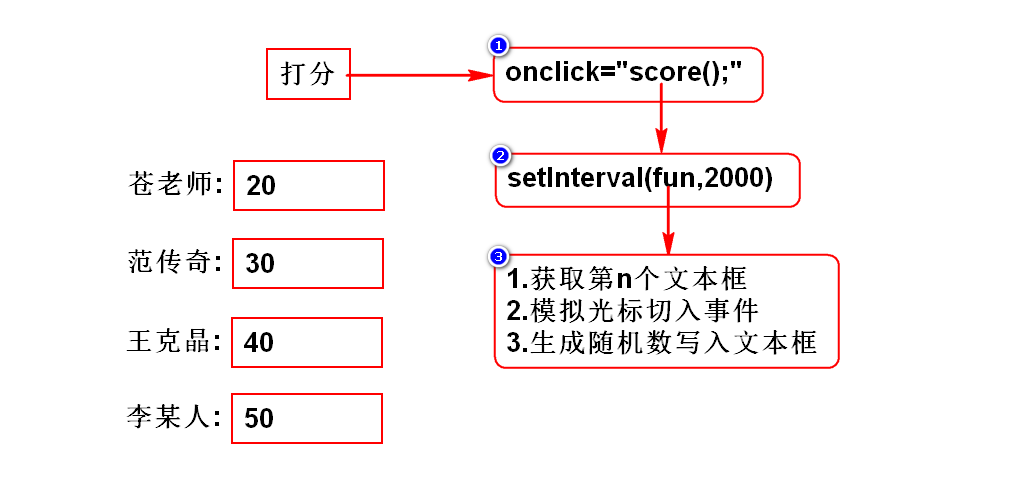 打分
1
onclick="score();"
2
setInterval(fun,2000)
3
1.获取第n个文本框
2.模拟光标切入事件
3.生成随机数写入文本框
苍老师: 20
范传奇: 30
王克晶: 40
李某人: 50